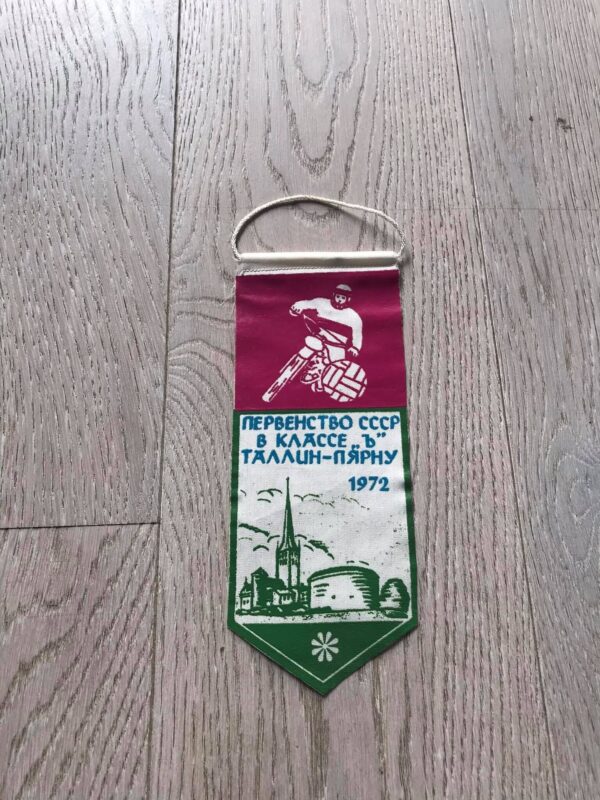 ПЕРВЕНСТВО СССР
В КЛАССЕ „Ъ”
ТАЛЛИН-ПЯРНУ
1972